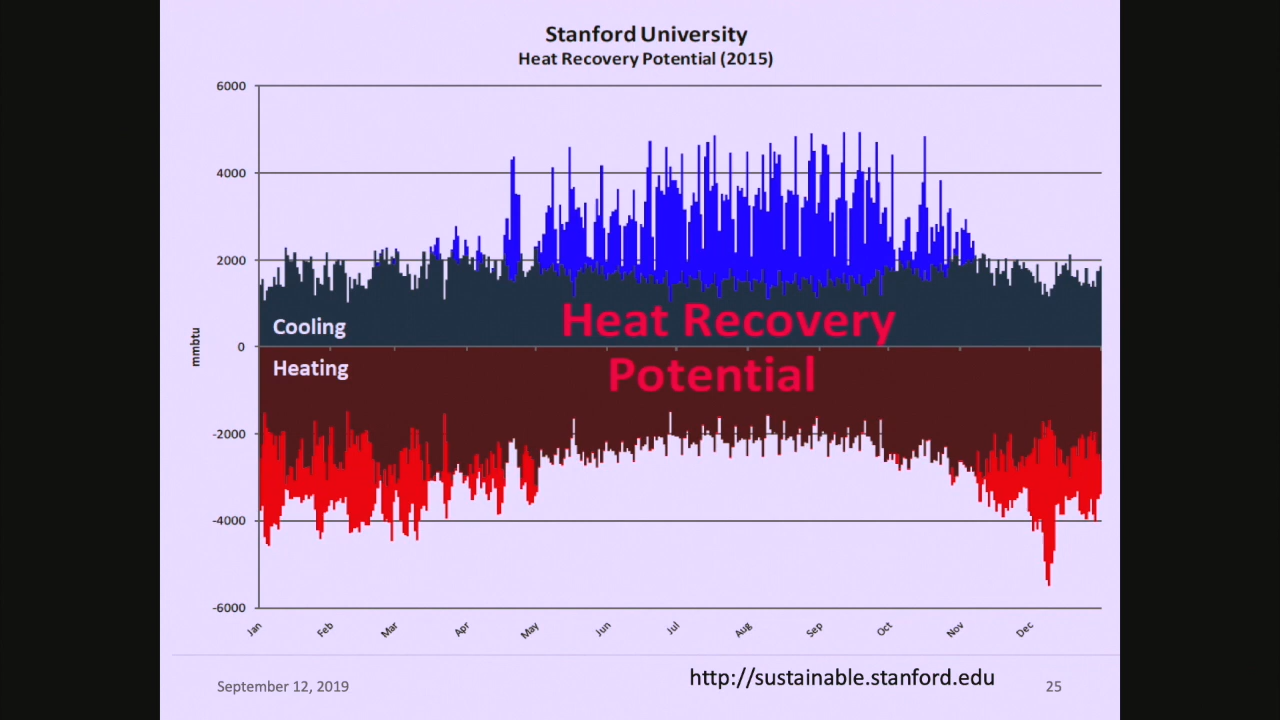 Stanford University
Heat Recovery Potential (2015)
6000
4000
2000
0
-2000
-4000
-6000
mmbtu
Cooling
Heating
Heat Recovery
Potential
Jan
Feb
Mar
Apr
May
Jun
Jul
Aug
Sep
Oct
Nov
Dec
September 12, 2019
http://sustainable.stanford.edu
25